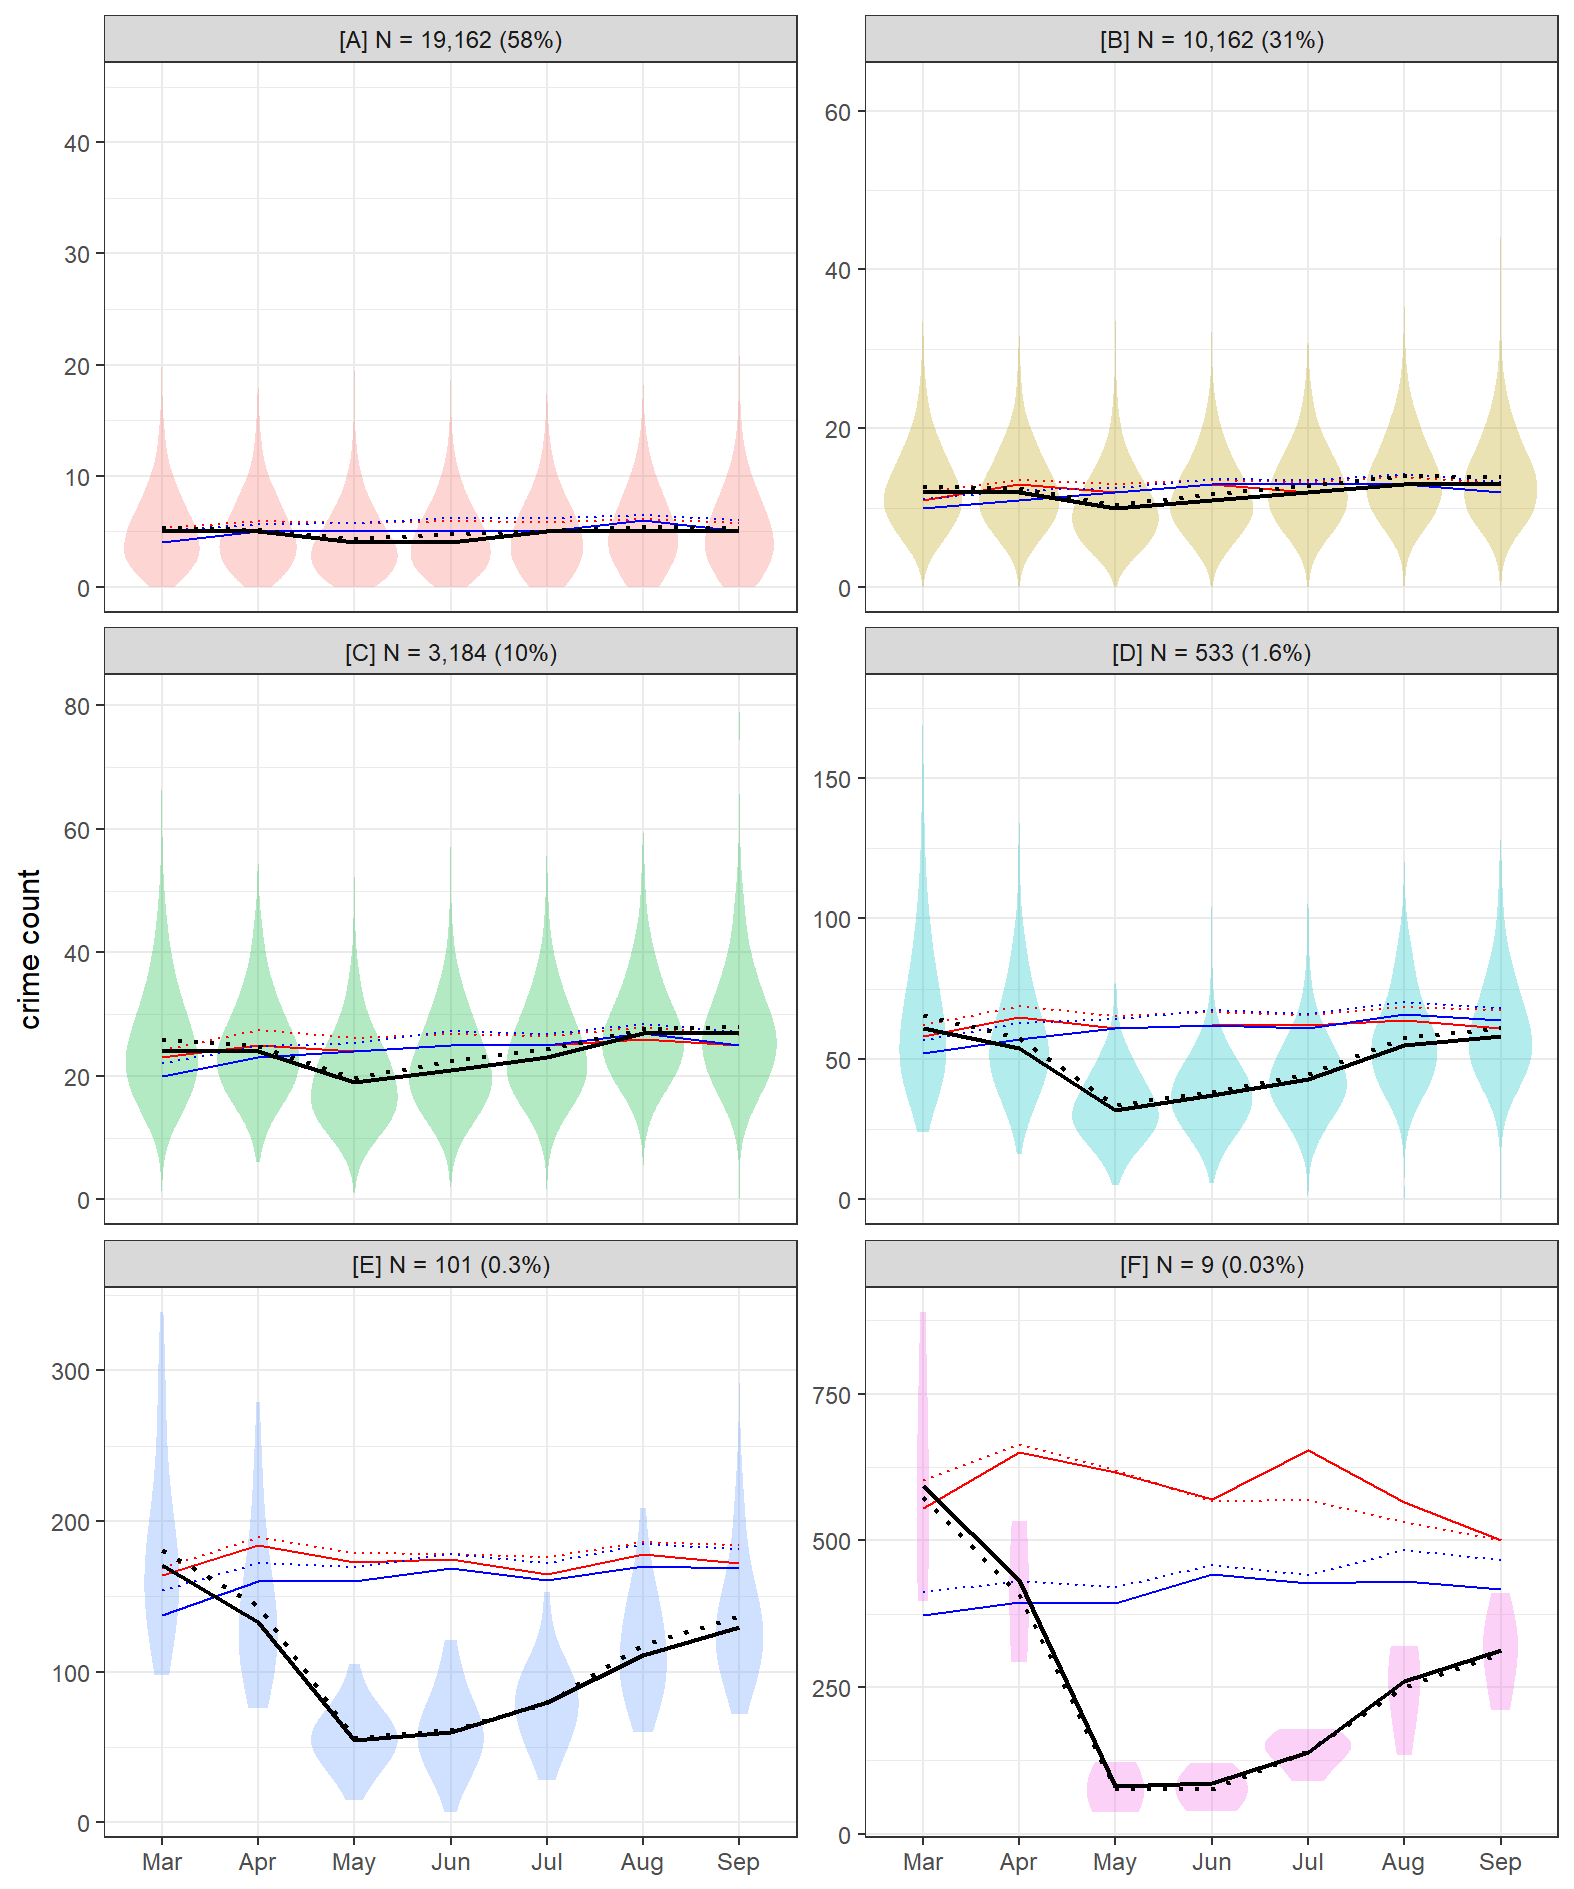 [A] N = 19,162 (58%)
[B] N = 10,162 (31%)
40
30
20
10
0
60
40
20
0
[C] N = 3,184 (10%)
[D] N = 533 (1.6%)
80
60
40
20
0
150
100
50
0
crime count
[E] N = 101 (0.3%)
[F] N = 9 (0.03%)
300
200
100
0
750
500
250
0
Mar Apr May Jun Jul Aug Sep
Mar Apr May Jun Jul Aug Sep